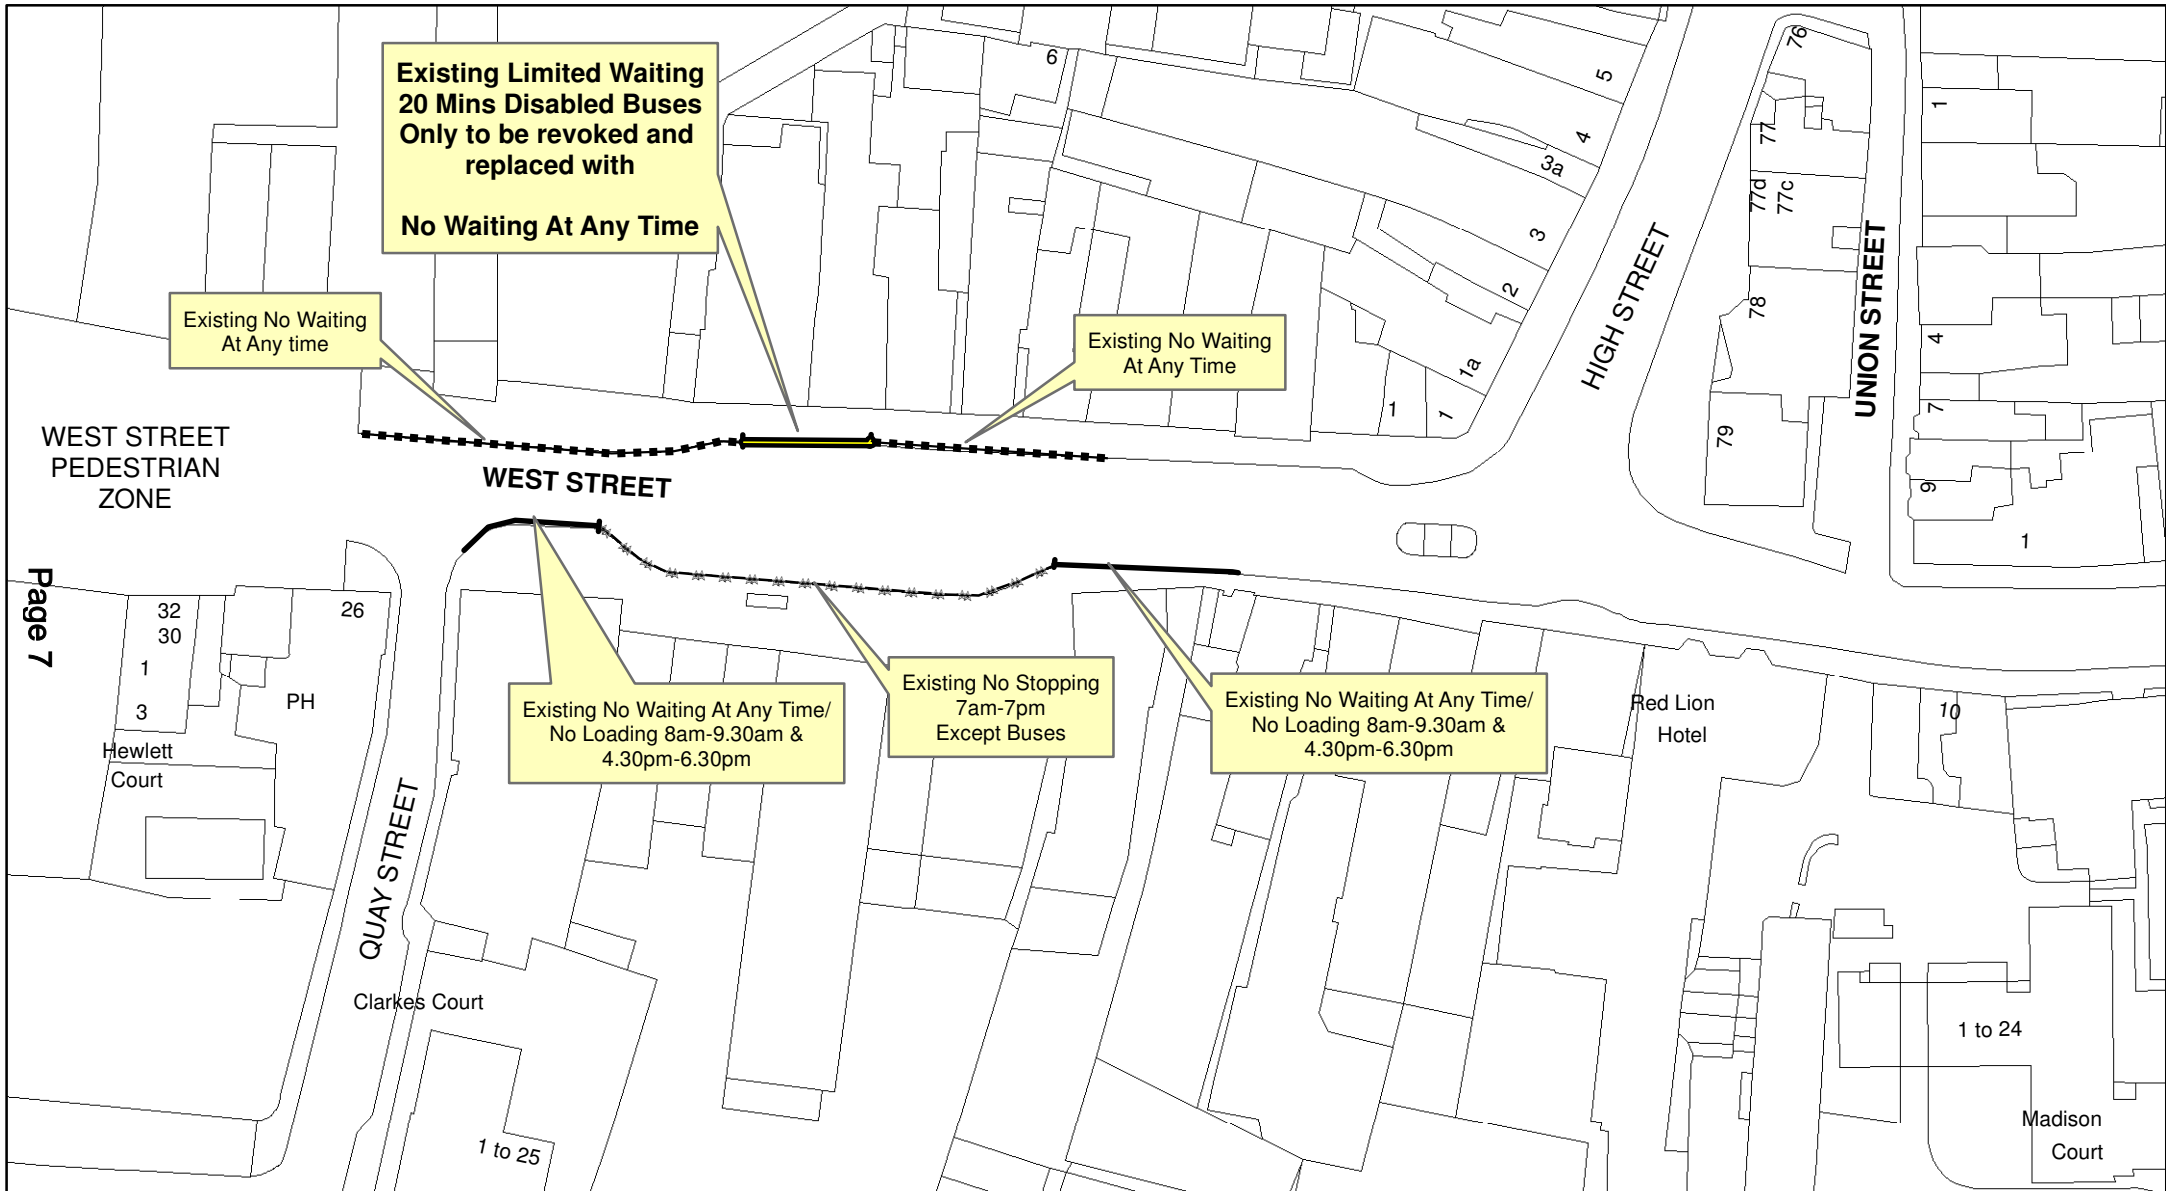 Existing Limited Waiting
20 Mins Disabled Buses
Only to be revoked and
replaced with
No Waiting At Any Time
Existing No Waiting
At Any time
Existing No Waiting
At Any Time
WEST STREET
PEDESTRIAN
ZONE
WEST STREET
HIGH STREET
UNION STREET
QUAY STREET
Page 7
Existing No Waiting At Any Time/
No Loading 8am-9.30am &
4.30pm-6.30pm
Existing No Stopping
7am-7pm
Except Buses
Existing No Waiting At Any Time/
No Loading 8am-9.30am &
4.30pm-6.30pm
6
5
4
3a
3
2
1a
1
1
76
77
77d
77c
78
79
1
4
7
9
1
32
30
1
3
26
PH
Hewlett
Court
Clarkes Court
1 to 25
Red Lion
Hotel
10
1 to 24
Madison
Court